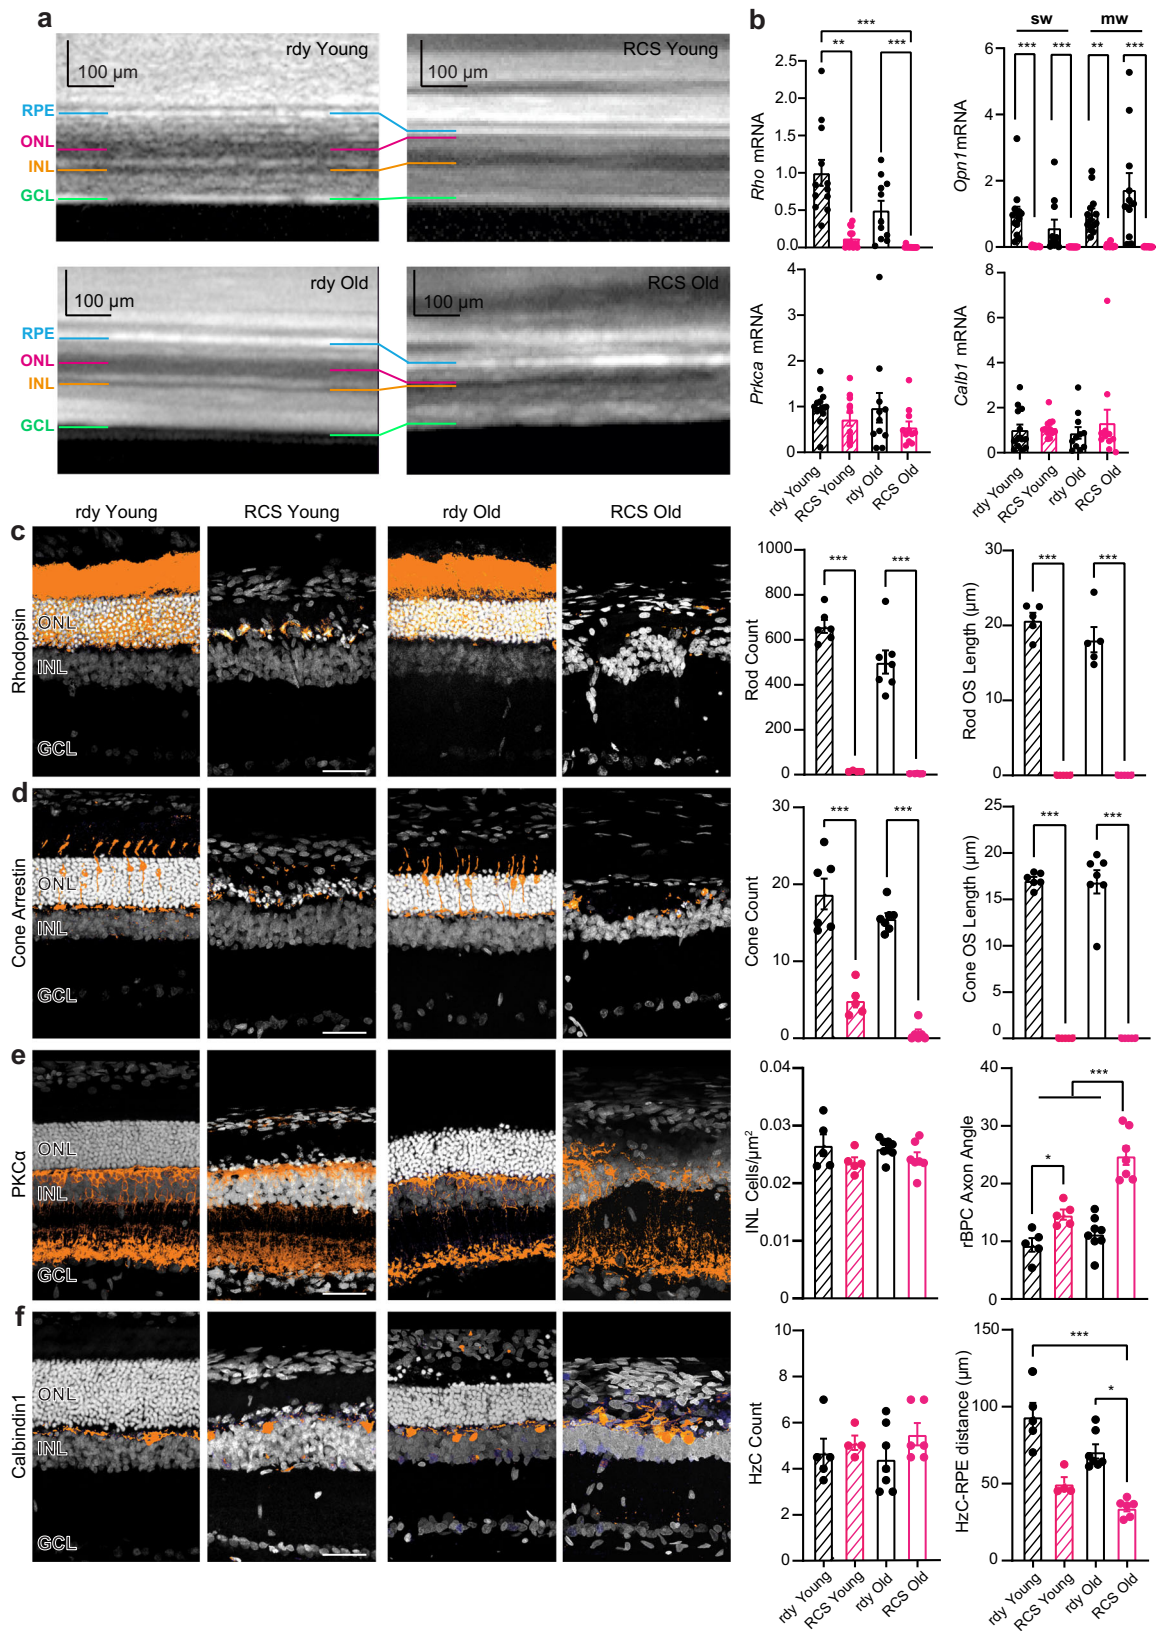 a
rdy Young
100 µm
RPE
ONL
INL
GCL
RCS Young
100 µm
rdy Old
100 µm
RPE
ONL
INL
GCL
RCS Old
100 µm
b
***
**
***
2.5
2.0
1.5
1.0
0.5
0.0
Rho mRNA
sw
mw
***
***
**
***
6
4
2
0
Opn1 mRNA
4
3
2
1
0
Prkca mRNA
rdy Young
RCS Young
rdy Old
RCS Old
8
6
4
2
0
Calb1 mRNA
rdy Young
RCS Young
rdy Old
RCS Old
rdy Young
RCS Young
rdy Old
RCS Old
c
Rhodopsin
ONL
INL
GCL
1000
800
600
400
200
0
Rod Count
***
***
30
20
10
0
Rod OS Length (µm)
***
***
d
Cone Arrestin
ONL
INL
GCL
30
20
10
0
Cone Count
***
***
25
20
15
10
5
0
Cone OS Length (µm)
***
***
e
PKCα
ONL
INL
GCL
0.04
0.03
0.02
0.01
0
INL Cells/µm²
40
30
20
10
0
rBPC Axon Angle
***
*
f
Calbindin1
ONL
INL
GCL
10
8
6
4
2
0
HzC Count
rdy Young
RCS Young
rdy Old
RCS Old
150
100
50
0
HzC-RPE distance (µm)
***
*
rdy Young
RCS Young
rdy Old
RCS Old